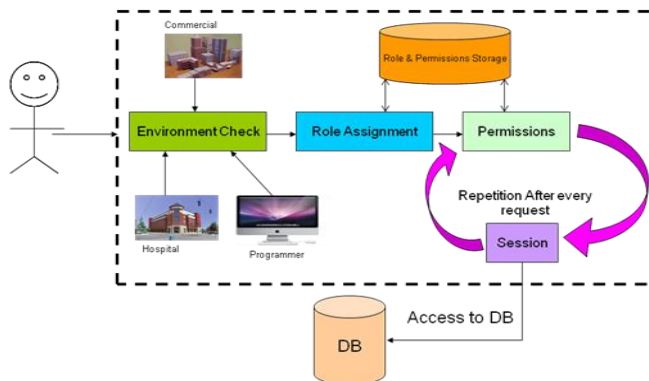 Commercial
Role & Permissions Storage
Environment Check
Role Assignment
Permissions
Repetition After every
request
Hospital
Programmer
Session
Access to DB
DB